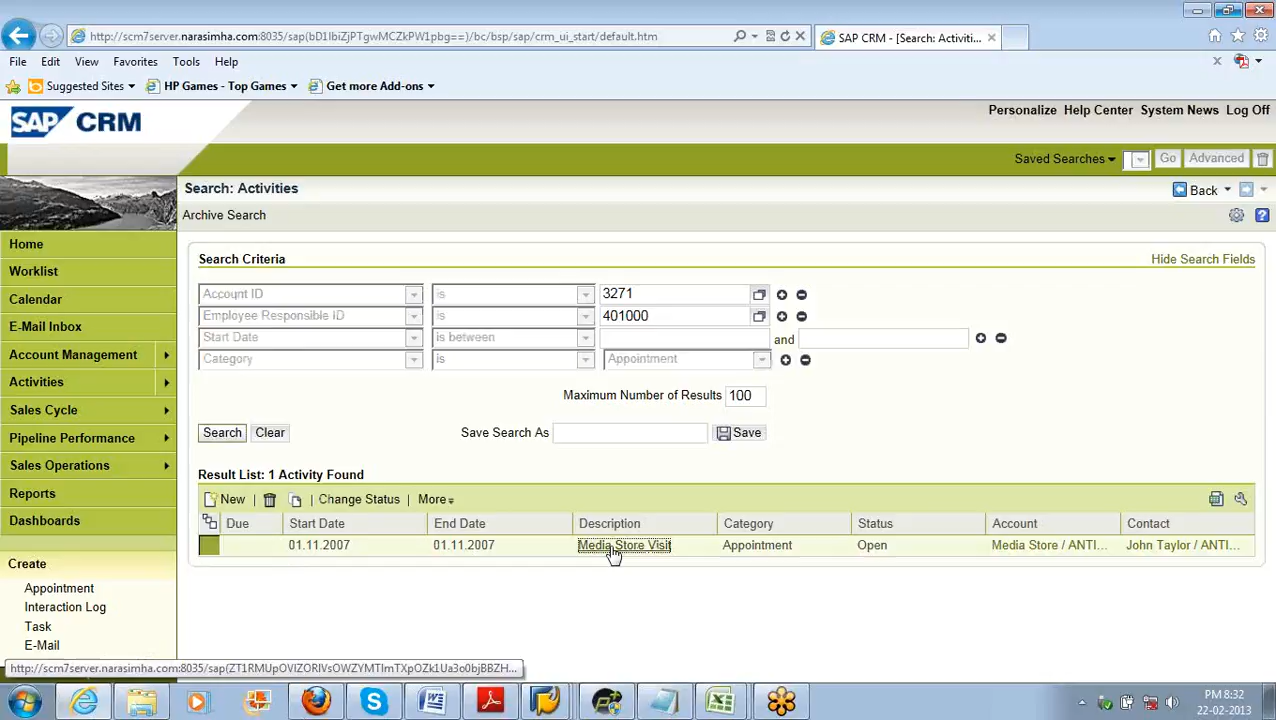 http://scm7server.narasimha.com:8035/sap(bD1lbiZjPTgwMCZkPW1pbg==)/bc/bsp/sap/crm_ui_start/default.htm
SAP CRM - [Search: Activiti...
File Edit View Favorites Tools Help
Suggested Sites HP Games - Top Games Get more Add-ons
SAP CRM
Personalize Help Center System News Log Off
Saved Searches Go Advanced
Search: Activities
Back
Archive Search
Home
Worklist
Calendar
E-Mail Inbox
Account Management
Activities
Sales Cycle
Pipeline Performance
Sales Operations
Reports
Dashboards
Create
Appointment
Interaction Log
Task
E-Mail
Search Criteria
Hide Search Fields
Account ID is 3271
Employee Responsible ID is 401000
Start Date is between and
Category is Appointment
Maximum Number of Results 100
Search Clear Save Search As Save
Result List: 1 Activity Found
New Change Status More
Due Start Date End Date Description Category Status Account Contact
01.11.2007 01.11.2007 Media Store Visit Appointment Open Media Store / ANTI... John Taylor / ANTI...
PM 8:32
22-02-2013